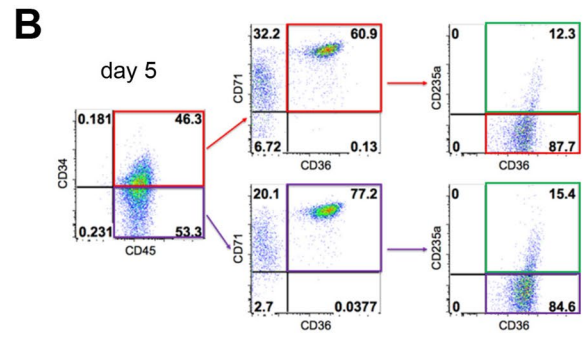 B
day 5
0.181 46.3
CD34
0.231 53.3
CD45
32.2 60.9
CD71
6.72 0.13
CD36
0 12.3
CD235a
0 87.7
CD36
20.1 77.2
CD71
2.7 0.0377
CD36
0 15.4
CD235a
0 84.6
CD36